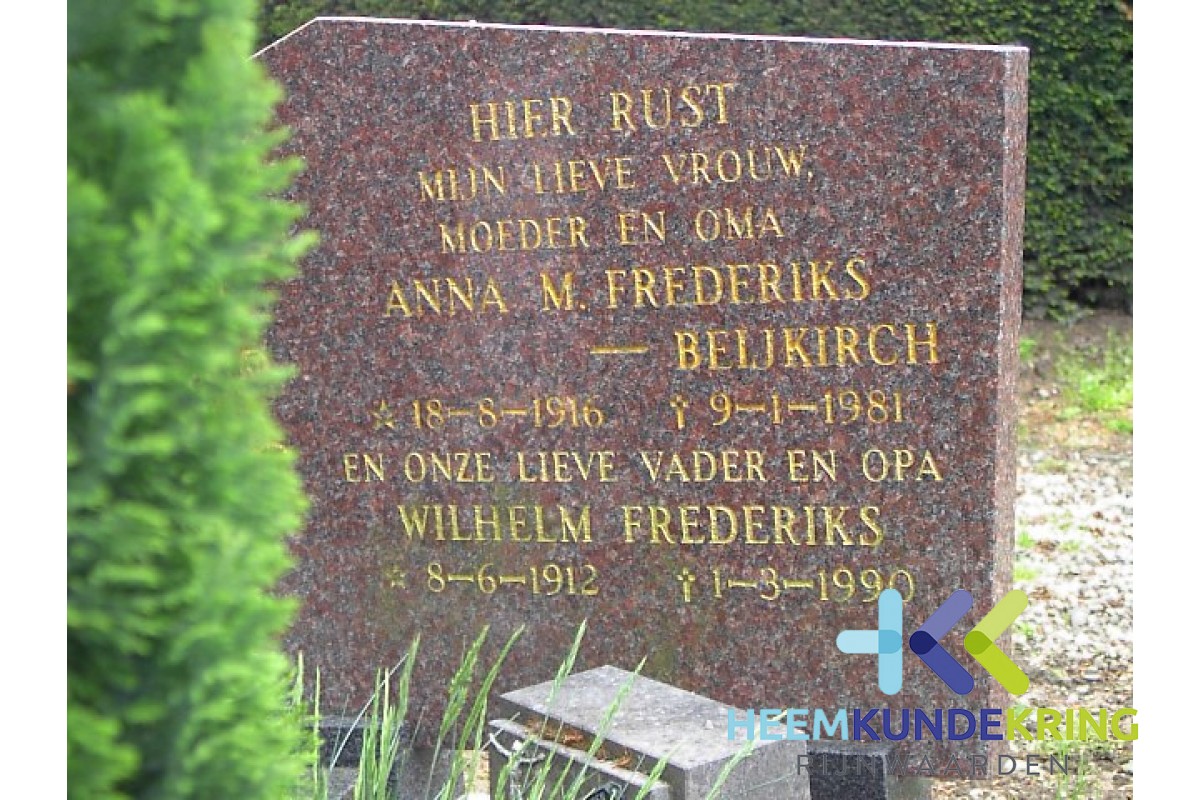 HIER RUST
MIJN LIEVE VROUW,
MOEDER EN OMA
ANNA M. FREDERIKS
— BEIJKIRCH
☆ 18-8-1916 † 9-1-1981
EN ONZE LIEVE VADER EN OPA
WILHELM FREDERIKS
☆ 8-6-1912 † 1-3-1990
HEEMKUNDEKRING
RIJNWAARDEN